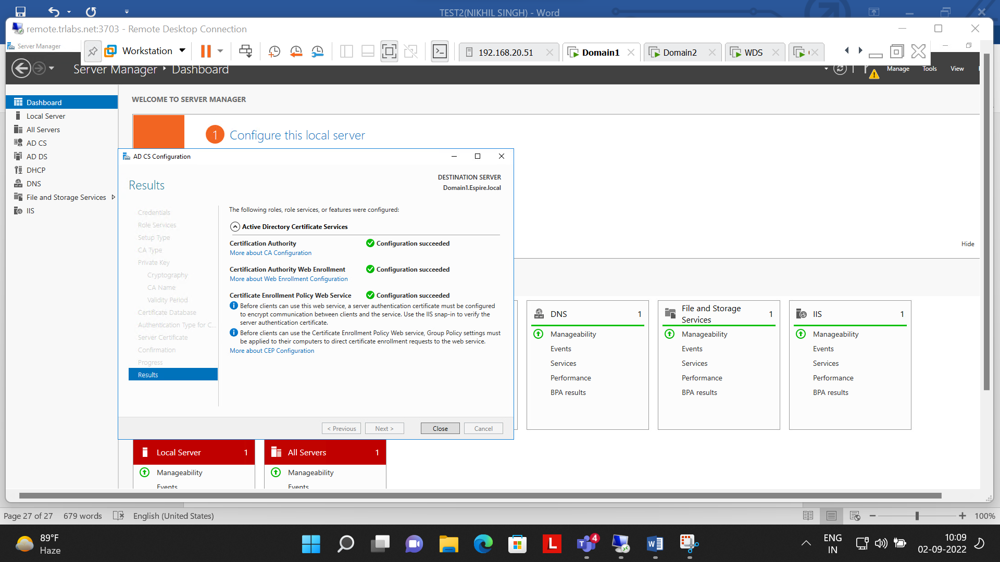 TEST2(NIKHIL SINGH) - Word
remote.trlabs.net:3703 - Remote Desktop Connection
Server Manager
Workstation
192.168.20.51
Domain1
Domain2
WDS
Server Manager ‣ Dashboard
Manage
Tools
View
Dashboard
Local Server
All Servers
AD CS
AD DS
DHCP
DNS
File and Storage Services
IIS
WELCOME TO SERVER MANAGER
1 Configure this local server
Hide
AD CS Configuration
Results
DESTINATION SERVER
Domain1.Espire.local
Credentials
Role Services
Setup Type
CA Type
Private Key
Cryptography
CA Name
Validity Period
Certificate Database
Authentication Type for C...
Server Certificate
Confirmation
Progress
Results
The following roles, role services, or features were configured:
Active Directory Certificate Services
Certification Authority Configuration succeeded
More about CA Configuration
Certification Authority Web Enrollment Configuration succeeded
More about Web Enrollment Configuration
Certificate Enrollment Policy Web Service Configuration succeeded
Before clients can use this web service, a server authentication certificate must be configured
to encrypt communication between clients and the service. Use the IIS snap-in to verify the
server authentication certificate.
Before clients can use the Certificate Enrollment Policy Web service, Group Policy settings must
be applied to their computers to direct certificate enrollment requests to the web service.
More about CEP Configuration
< Previous
Next >
Close
Cancel
DNS 1
Manageability
Events
Services
Performance
BPA results
File and Storage
Services 1
Manageability
Events
Services
Performance
BPA results
IIS 1
Manageability
Events
Services
Performance
BPA results
Local Server 1
Manageability
Events
All Servers 1
Manageability
Events
Page 27 of 27
679 words
English (United States)
100%
89°F
Haze
4
ENG
IN
10:09
02-09-2022